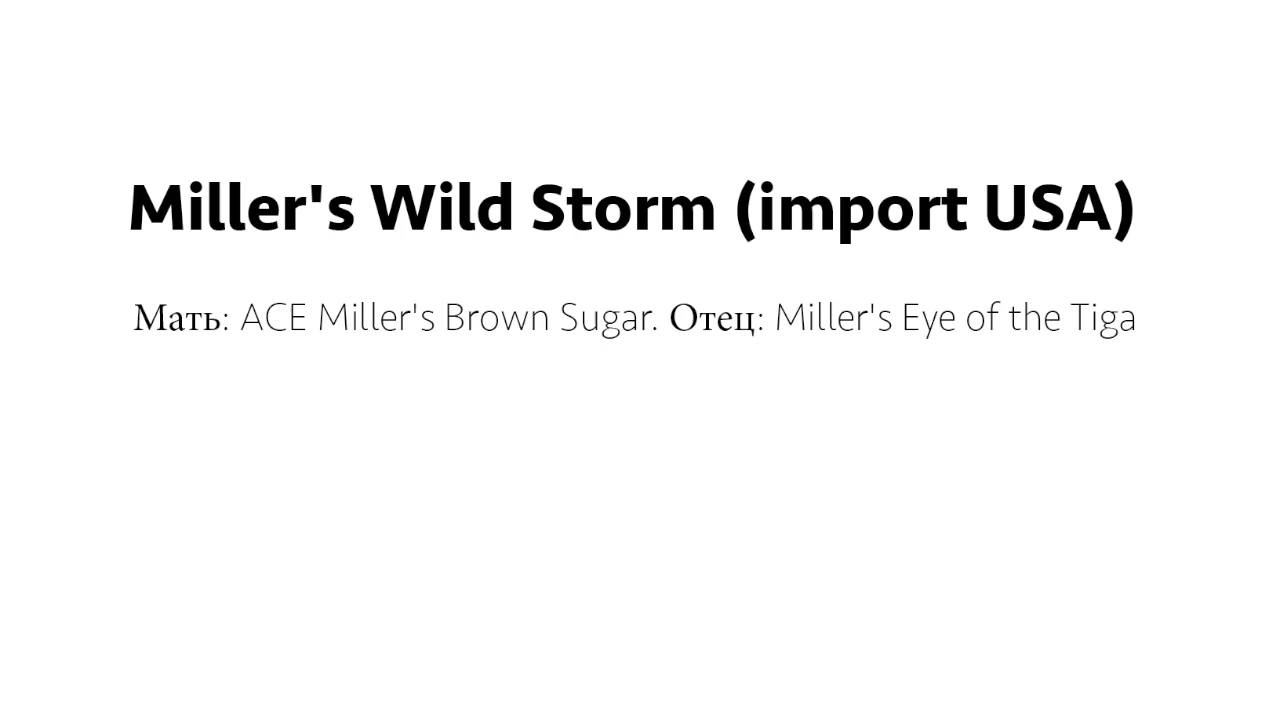 Miller's Wild Storm (import USA)
Мать: ACE Miller's Brown Sugar. Отец: Miller's Eye of the Tiga